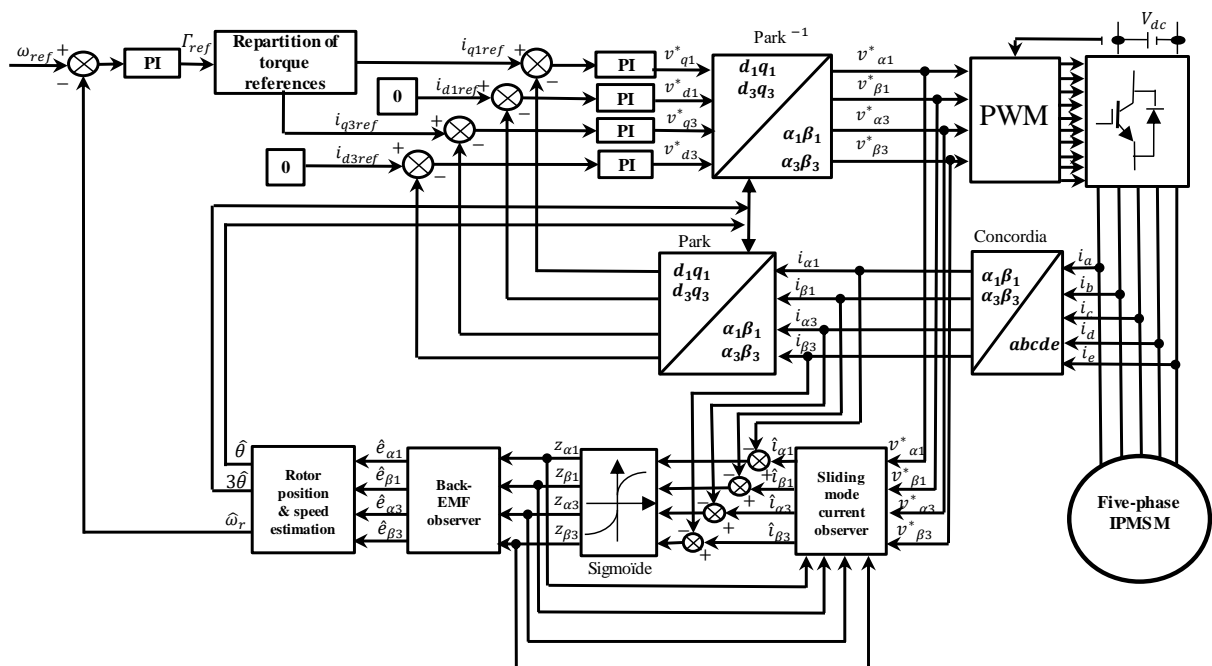 ω_ref
+
−
PI
Γ_ref
Repartition of
torque
references
i_q1ref
+
−
PI
v*_q1
Park ⁻¹
d₁q₁
d₃q₃
α₁β₁
α₃β₃
v*_α1
v*_β1
v*_α3
v*_β3
PWM
V_dc
0
i_d1ref
+
−
PI
v*_d1
i_q3ref
+
−
PI
v*_q3
0
i_d3ref
+
−
PI
v*_d3
Park
d₁q₁
d₃q₃
α₁β₁
α₃β₃
i_α1
i_β1
i_α3
i_β3
Concordia
α₁β₁
α₃β₃
abcde
i_a
i_b
i_c
i_d
i_e
θ̂
3θ̂
ω̂_r
Rotor
position
& speed
estimation
ê_α1
ê_β1
ê_α3
ê_β3
Back-
EMF
observer
z_α1
z_β1
z_α3
z_β3
Sigmoïde
−
+
−
+
−
+
−
+
î_α1
î_β1
î_α3
î_β3
Sliding
mode
current
observer
v*_α1
v*_β1
v*_α3
v*_β3
Five-phase
IPMSM